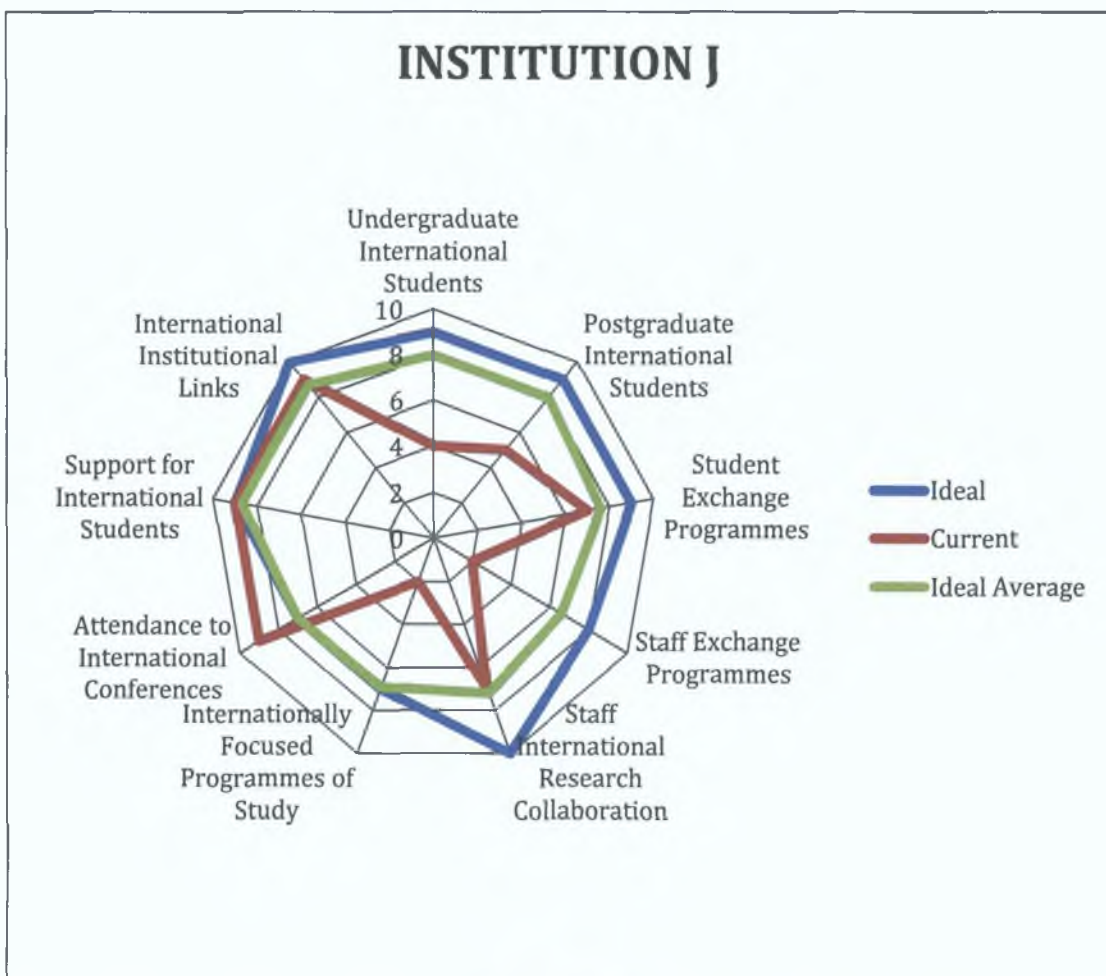 INSTITUTION J
Undergraduate
International
Students
Postgraduate
International
Students
Student
Exchange
Programmes
Staff Exchange
Programmes
Staff
International
Research
Collaboration
Internationally
Focused
Programmes of
Study
Attendance to
International
Conferences
Support for
International
Students
International
Institutional
Links
10
8
6
4
2
0
Ideal
Current
Ideal Average